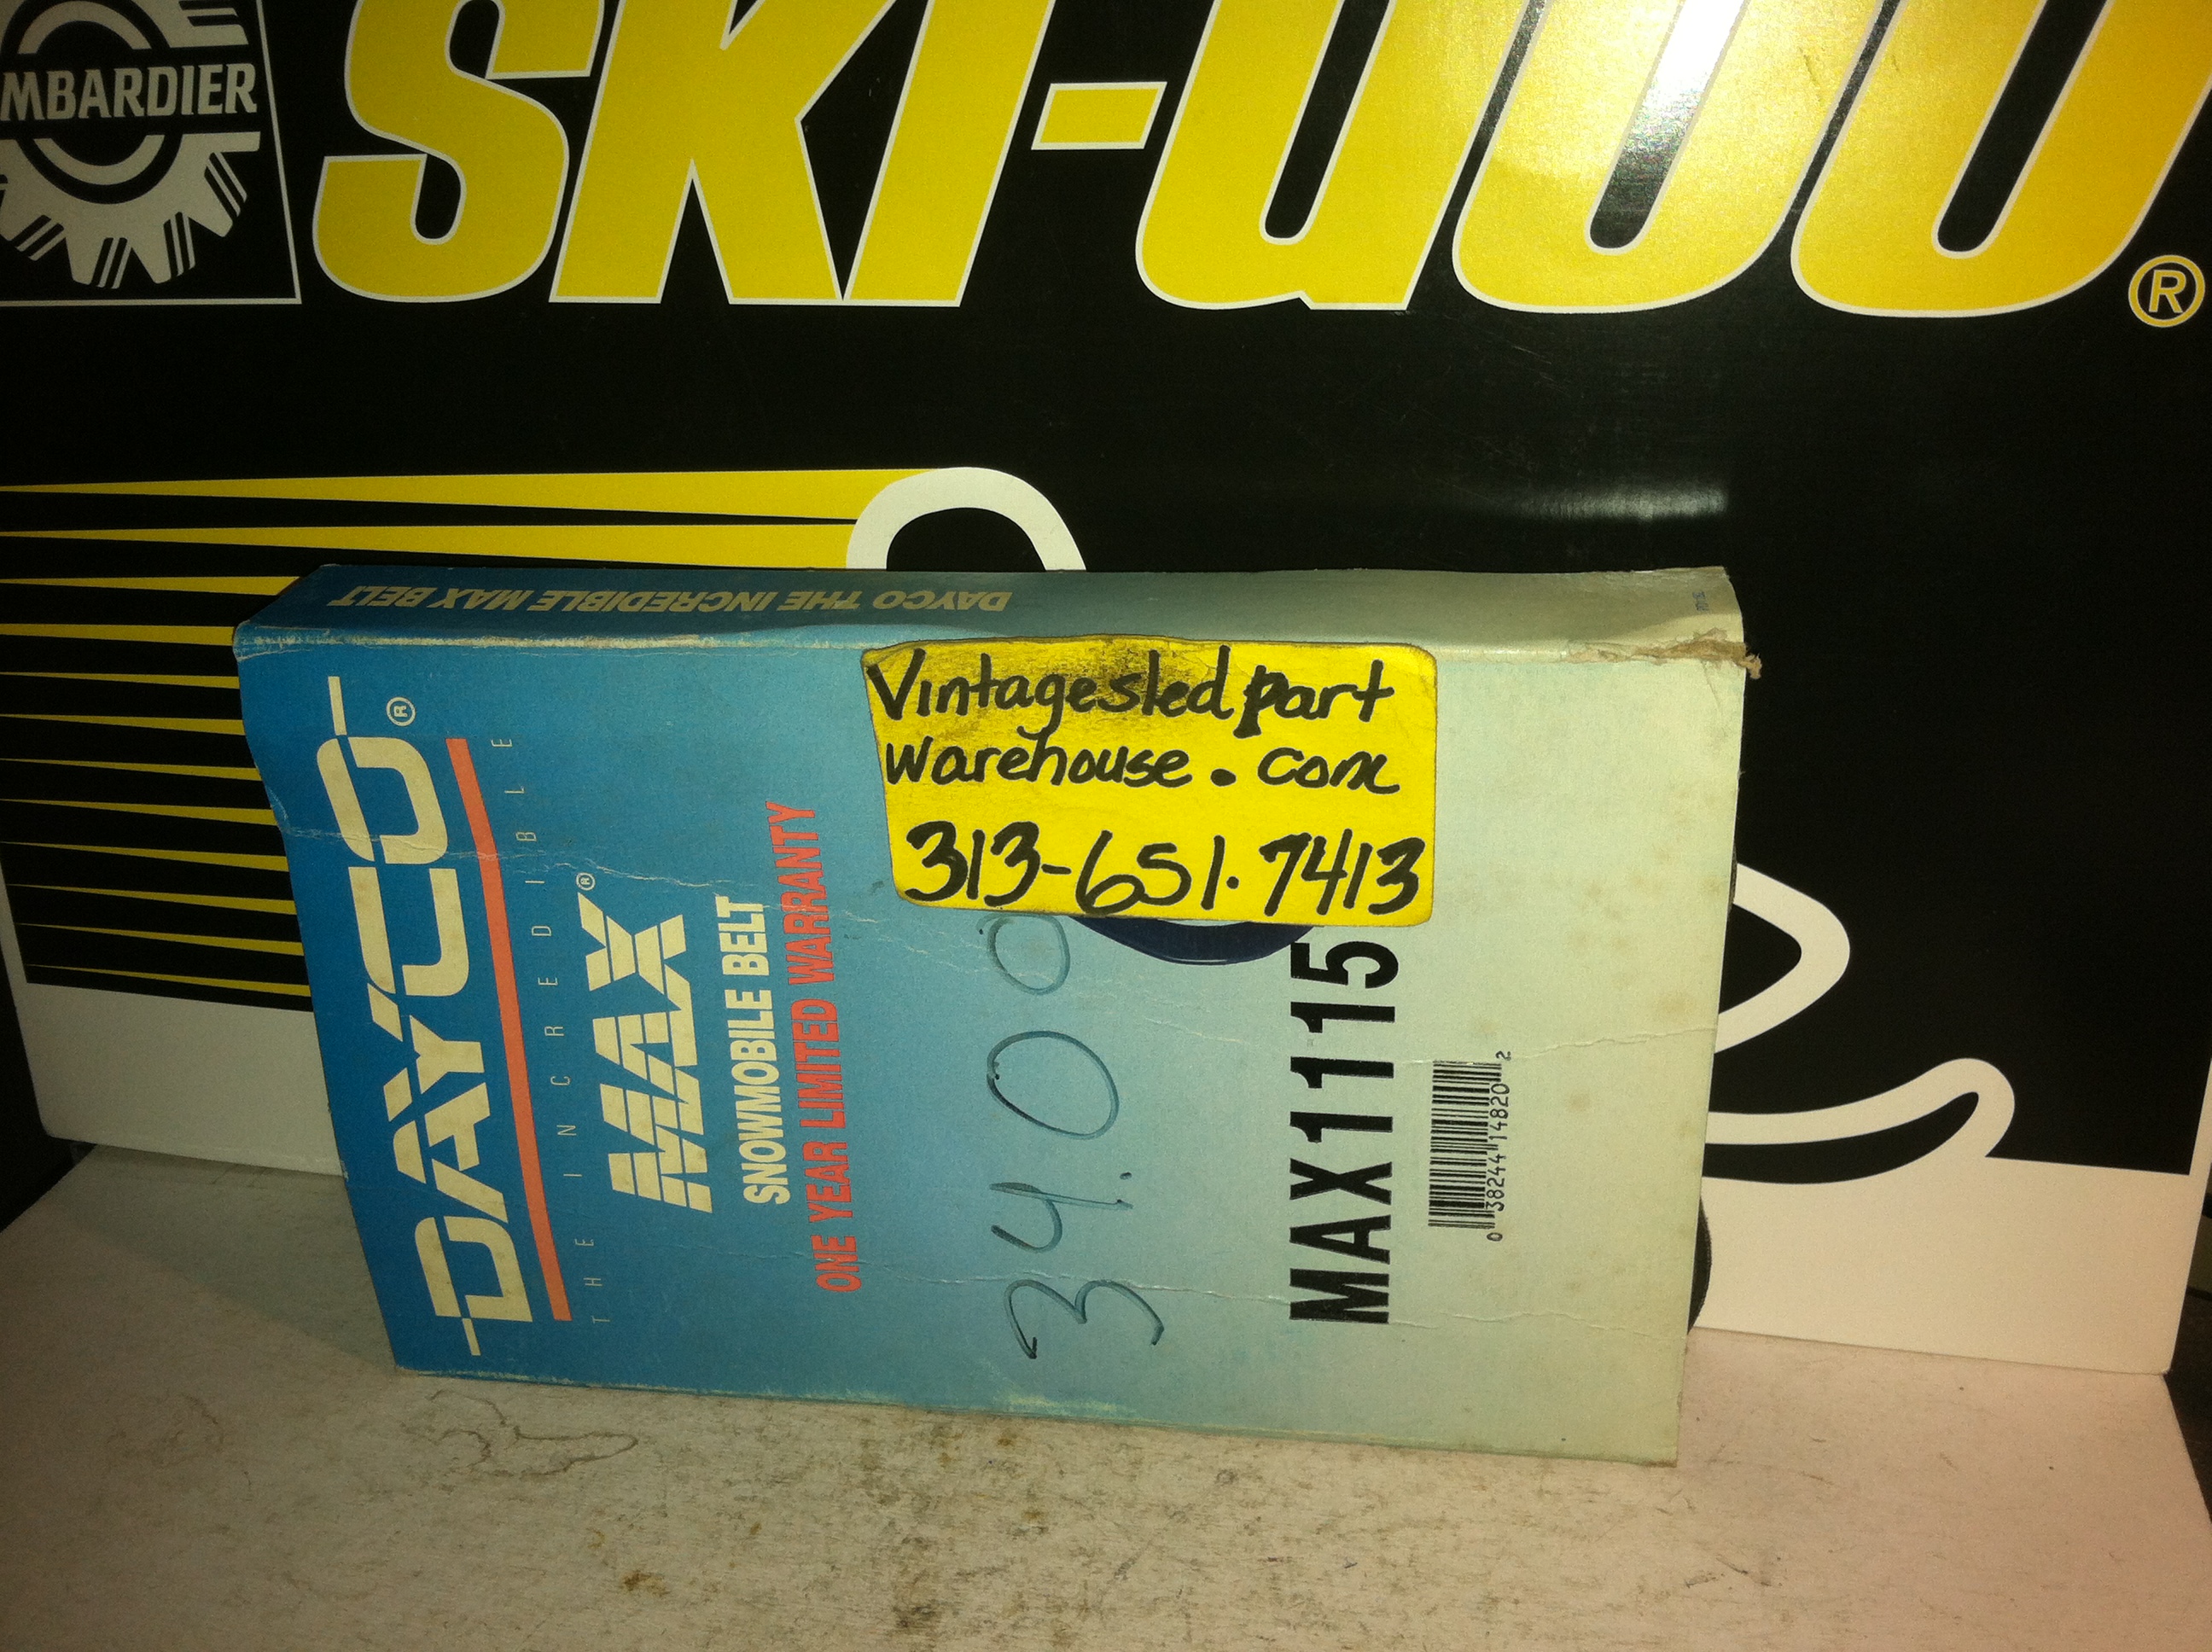 MBARDIER
SKI-DOO®
DAYCO THE INCREDIBLE MAX BELT
Vintagesled part
warehouse.com
313-651.7413
DAYCO®
THE INCREDIBLE
MAX®
SNOWMOBILE BELT
ONE YEAR LIMITED WARRANTY
34.00
MAX1115
0 38244 14820 2